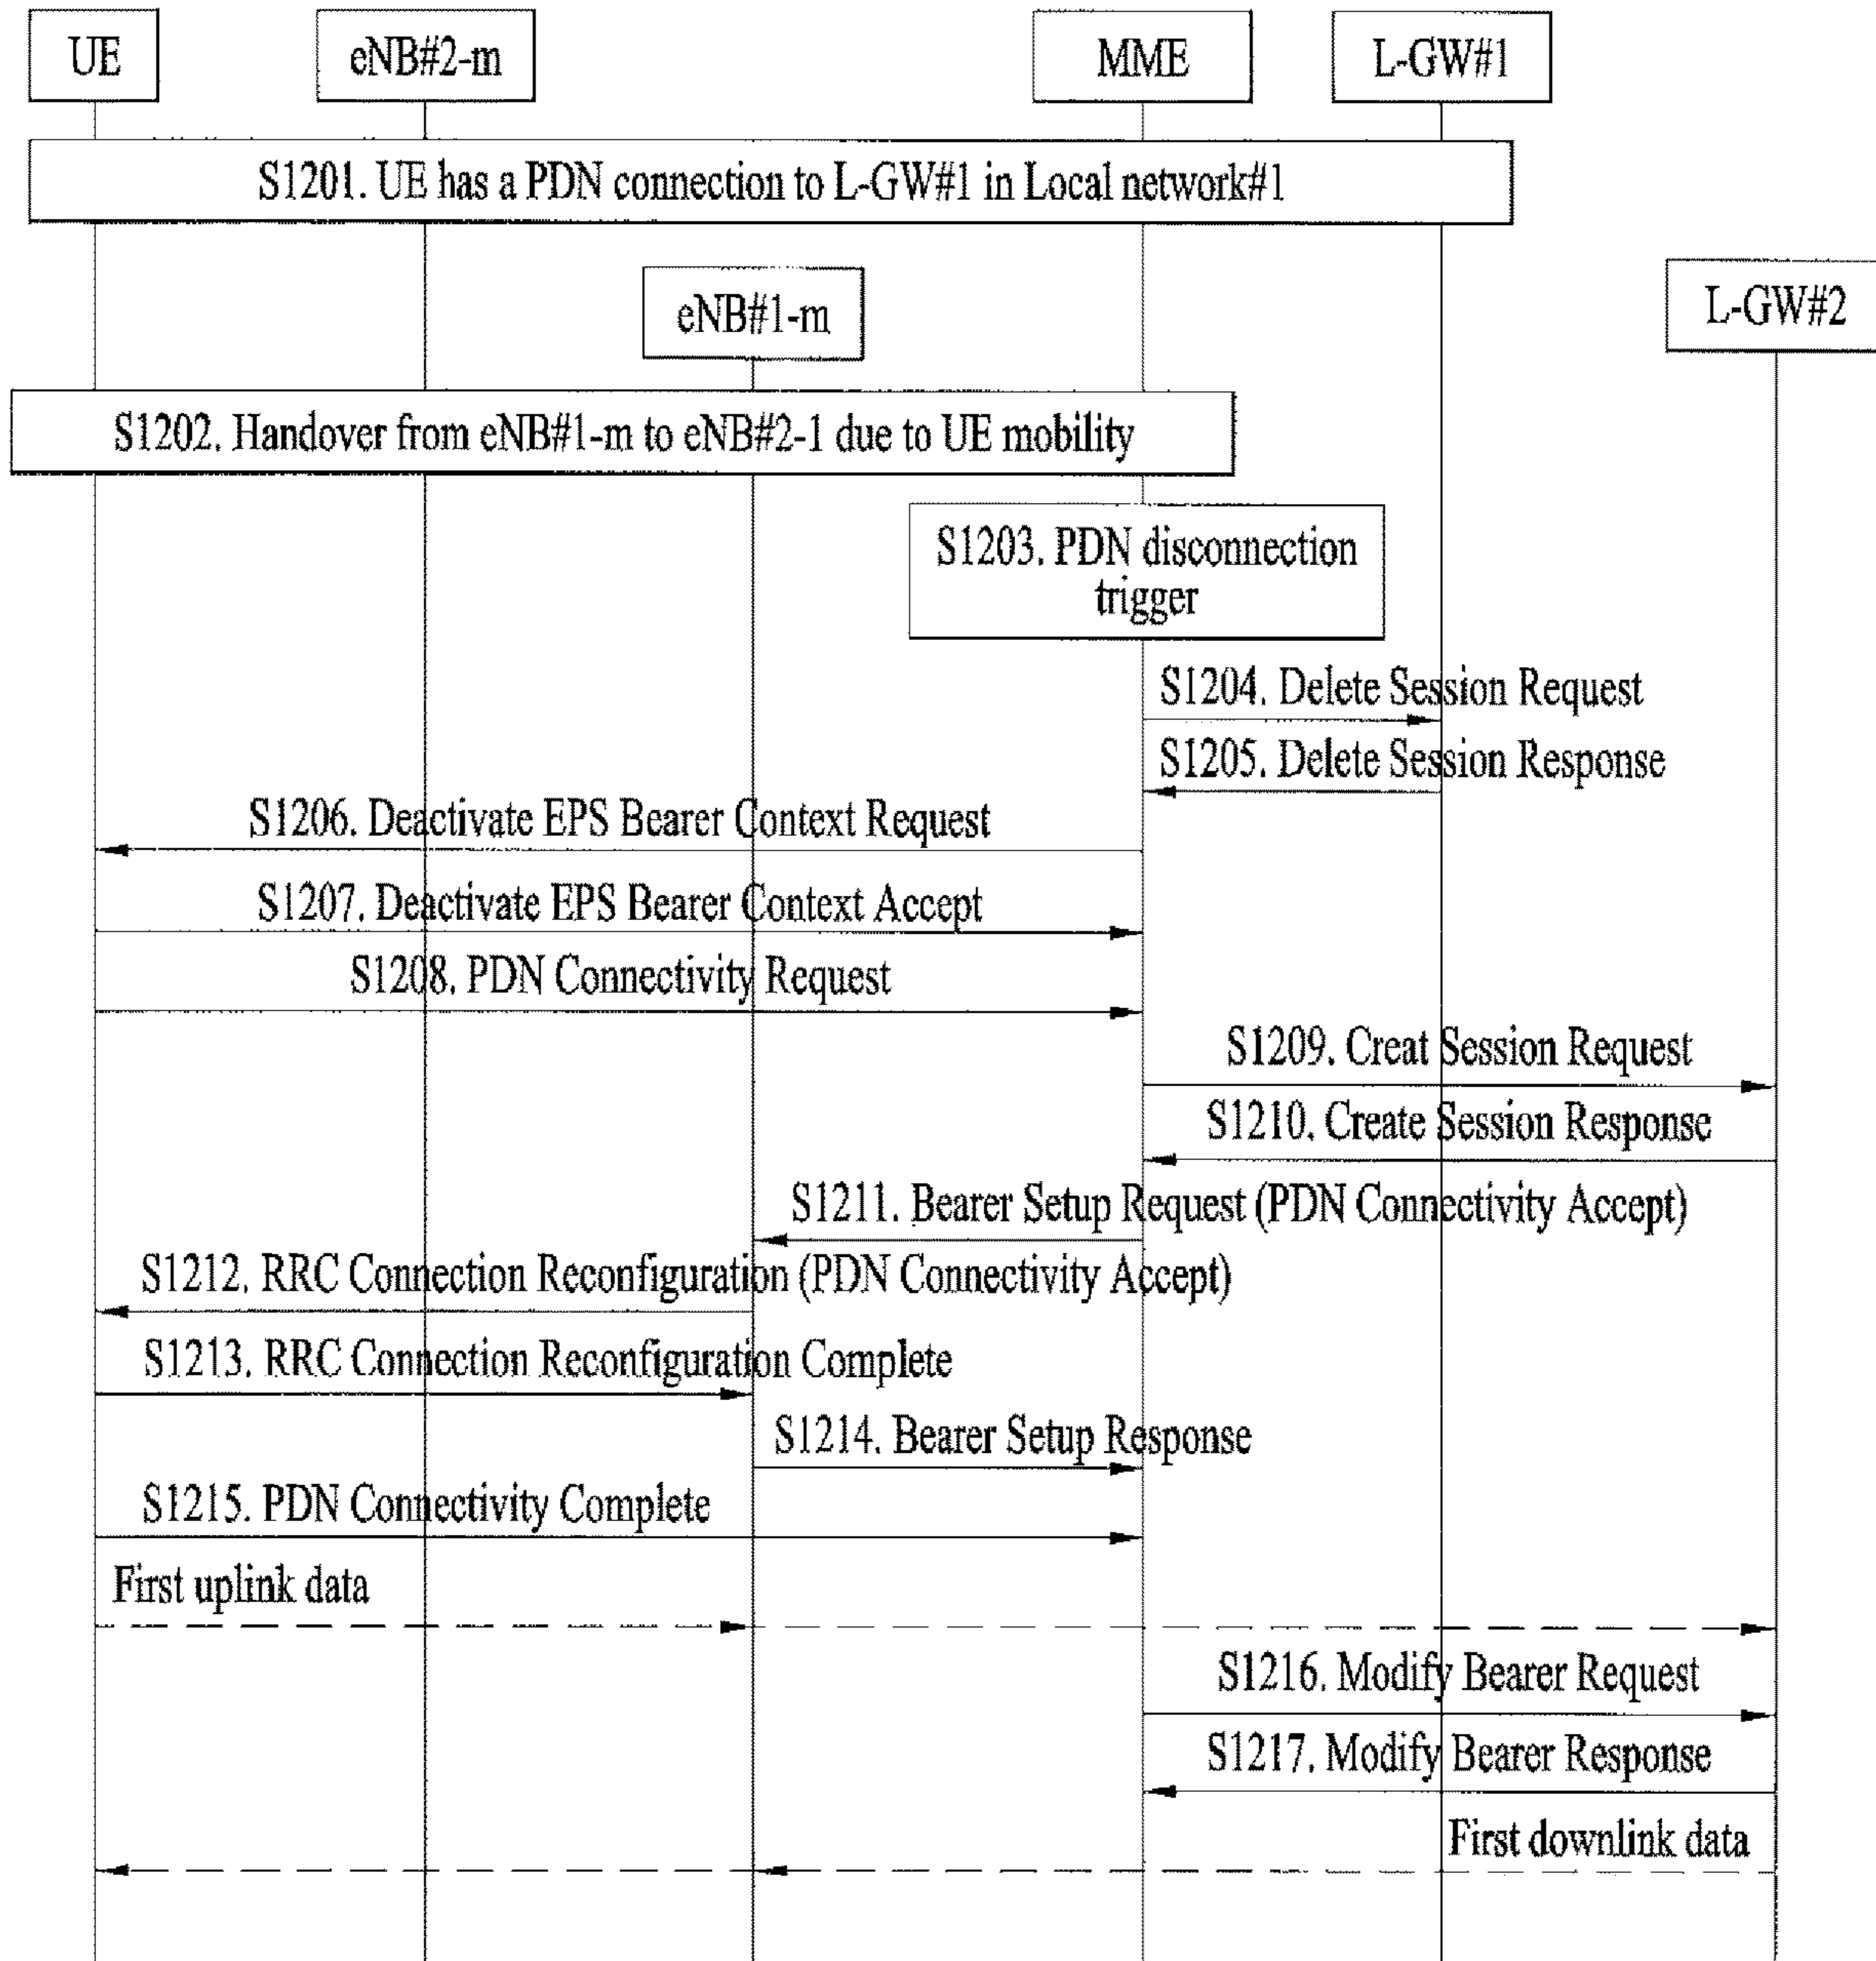 UE
eNB#2-m
MME
L-GW#1
S1201. UE has a PDN connection to L-GW#1 in Local network#1
eNB#1-m
L-GW#2
S1202. Handover from eNB#1-m to eNB#2-1 due to UE mobility
S1203. PDN disconnection
trigger
S1204. Delete Session Request
S1205. Delete Session Response
S1206. Deactivate EPS Bearer Context Request
S1207. Deactivate EPS Bearer Context Accept
S1208. PDN Connectivity Request
S1209. Creat Session Request
S1210. Create Session Response
S1211. Bearer Setup Request (PDN Connectivity Accept)
S1212. RRC Connection Reconfiguration (PDN Connectivity Accept)
S1213. RRC Connection Reconfiguration Complete
S1214. Bearer Setup Response
S1215. PDN Connectivity Complete
First uplink data
S1216. Modify Bearer Request
S1217. Modify Bearer Response
First downlink data